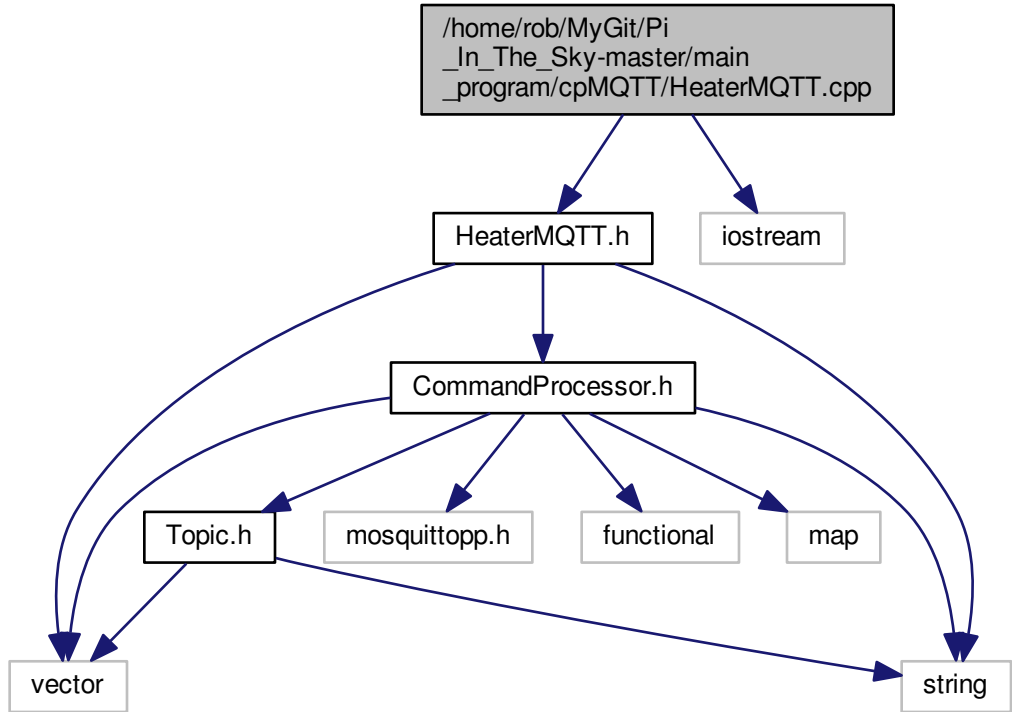 /home/rob/MyGit/Pi
_In_The_Sky-master/main
_program/cpMQTT/HeaterMQTT.cpp
HeaterMQTT.h
iostream
CommandProcessor.h
Topic.h
mosquittopp.h
functional
map
vector
string